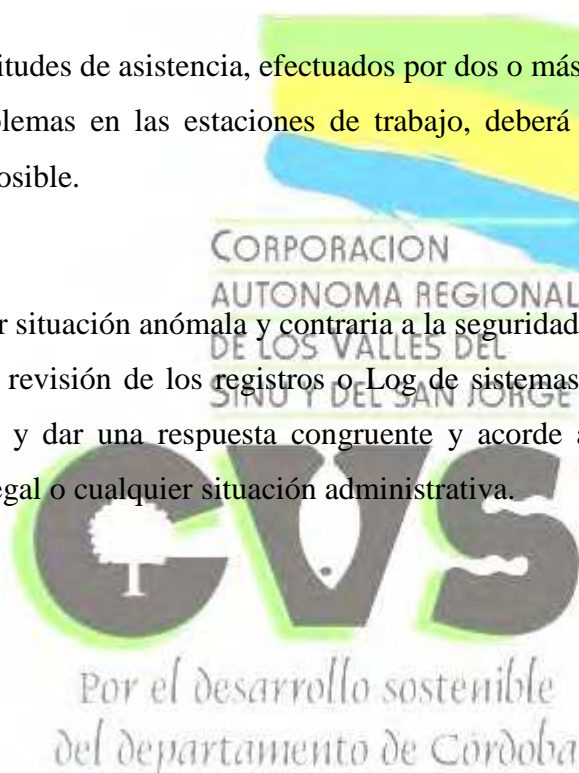 itudes de asistencia, efectuados por dos o más
blemas en las estaciones de trabajo, deberá
osible.
CORPORACION
AUTONOMA REGIONAL
r situación anómala y contraria a la seguridad
DE LOS VALLES DEL
revisión de los registros o Log de sistemas
SINU Y DEL SAN JORGE
y dar una respuesta congruente y acorde a
egal o cualquier situación administrativa.
CVS
Por el desarrollo sostenible
del departamento de Córdoba